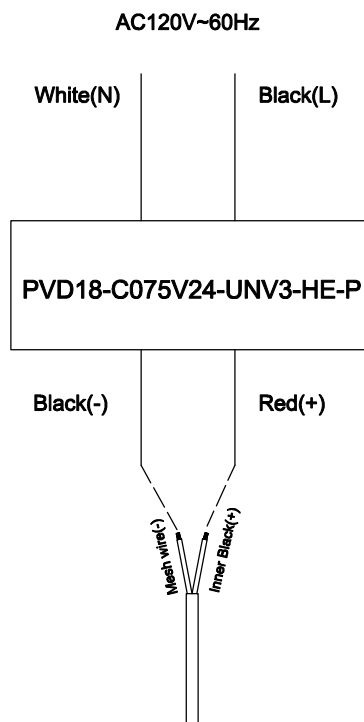 AC120V~60Hz
White(N)
Black(L)
PVD18-C075V24-UNV3-HE-P
Black(-)
Red(+)
Mesh wire(-)
Inner Black(+)